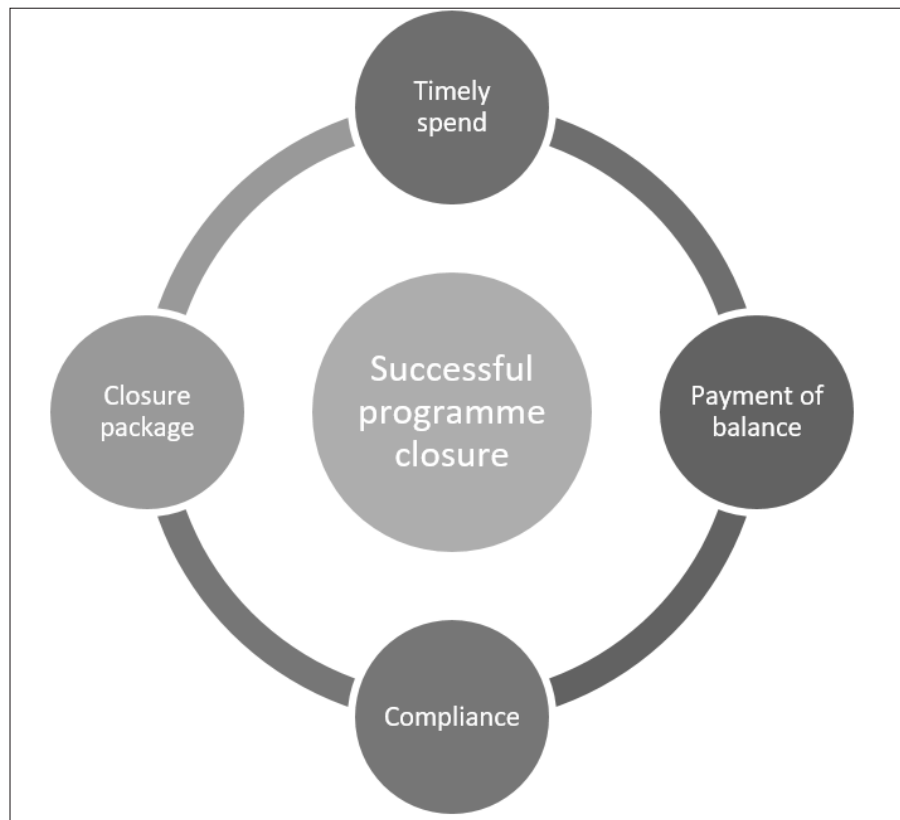 Timely
spend
Successful
programme
closure
Closure
package
Payment of
balance
Compliance